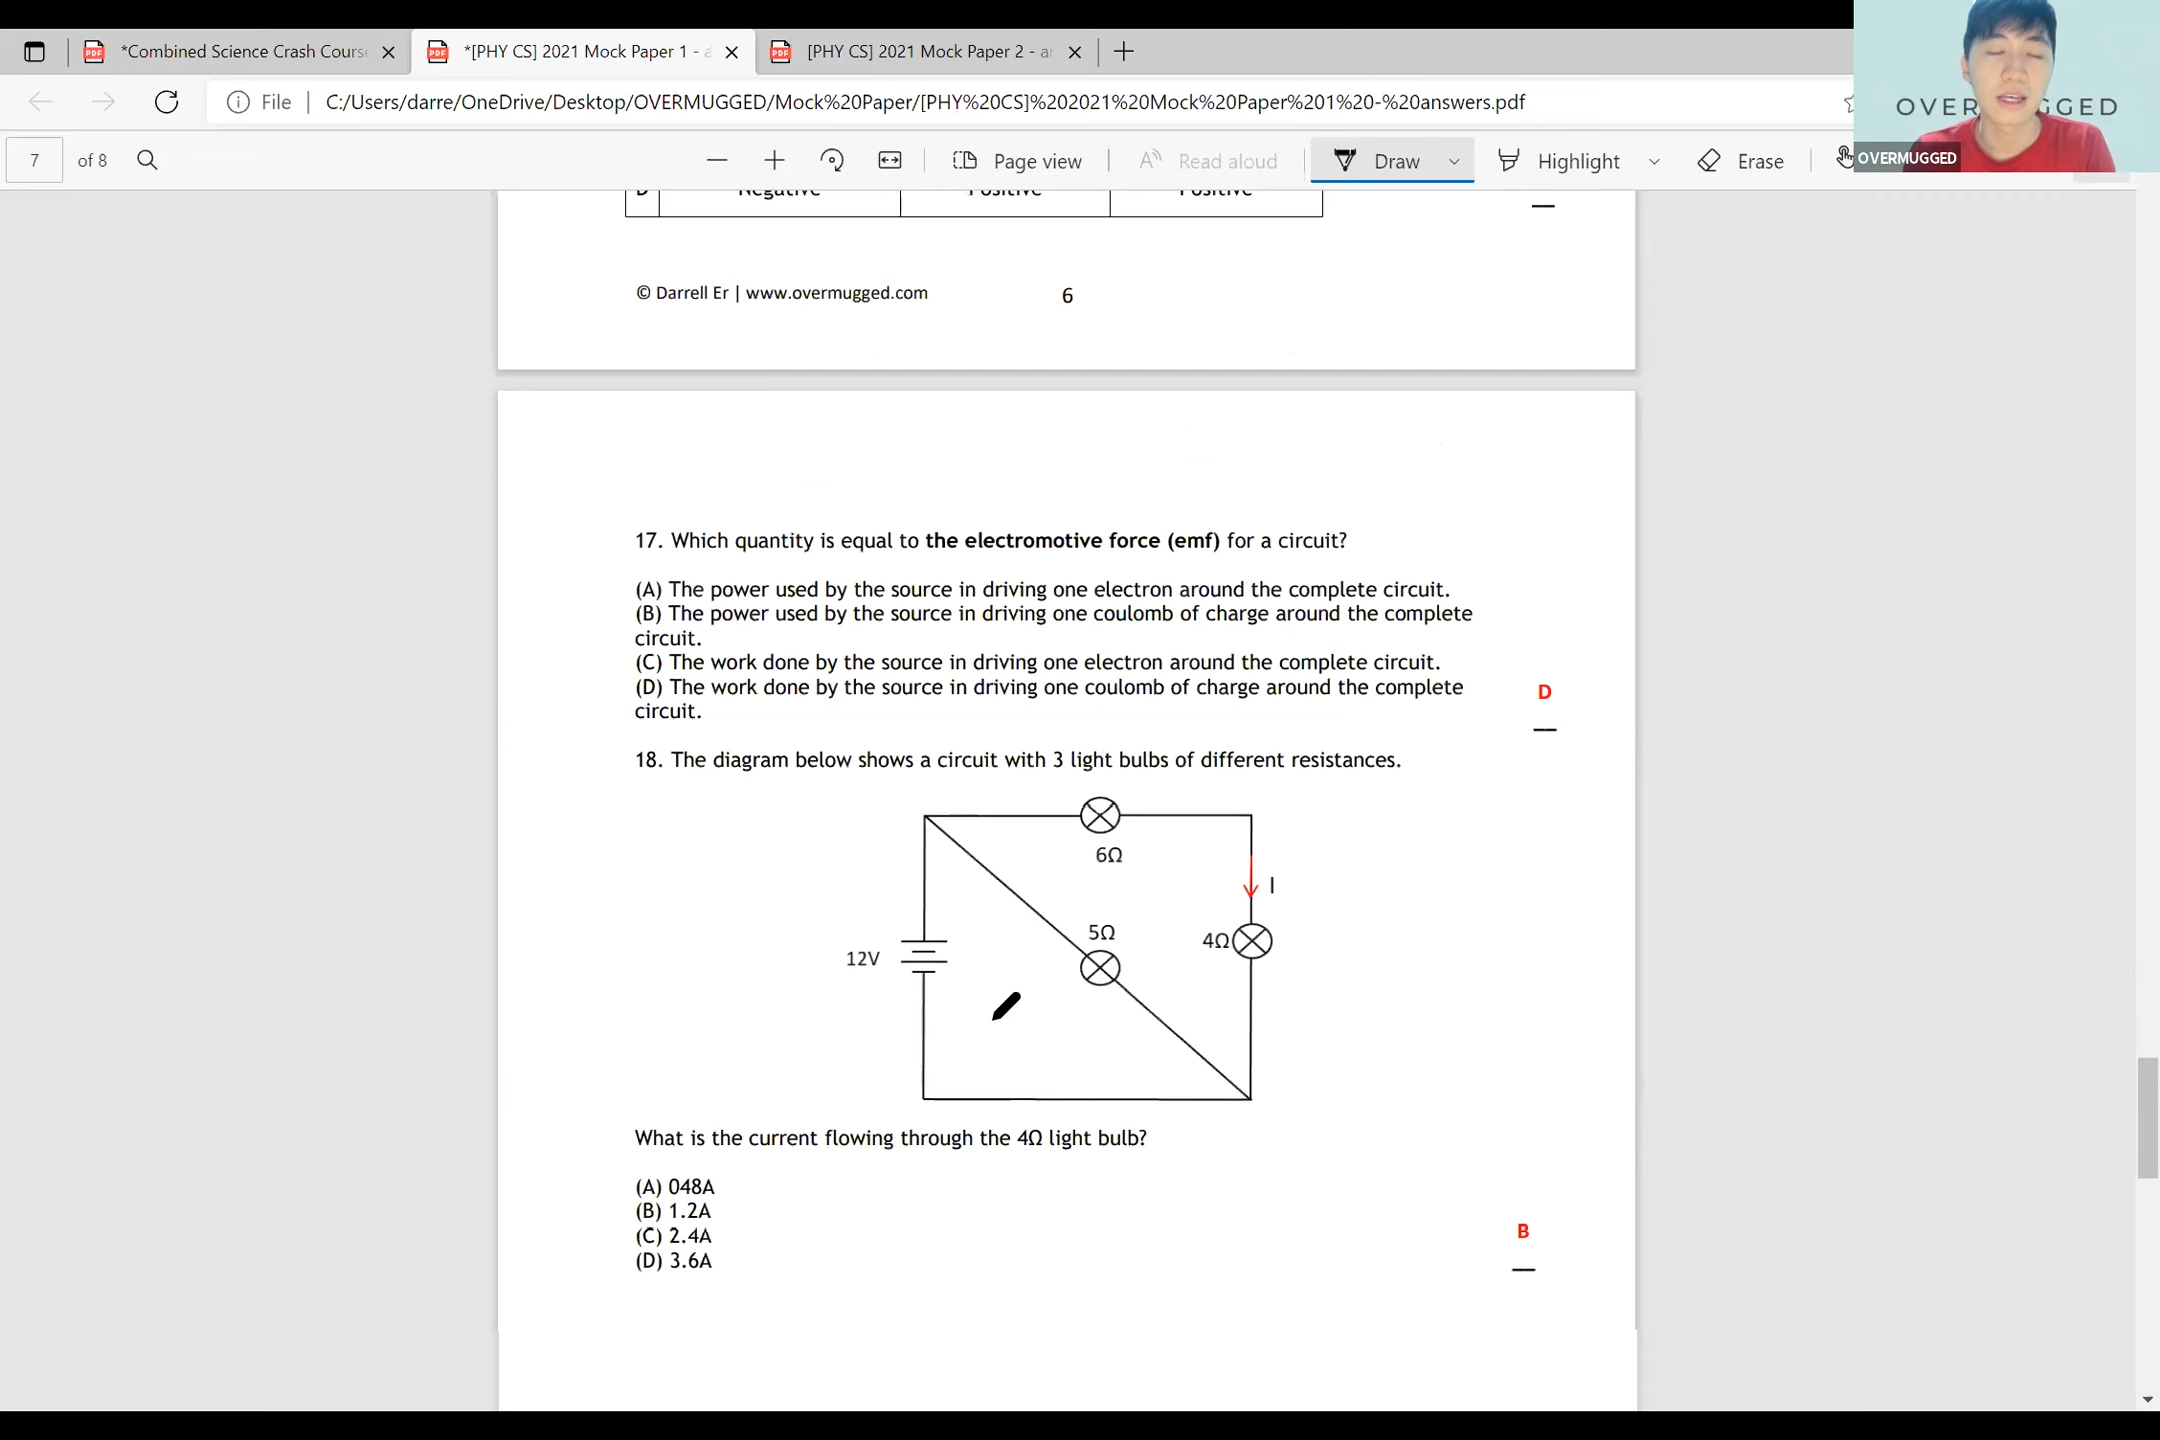 *Combined Science Crash Cours
*[PHY CS] 2021 Mock Paper 1 - a
[PHY CS] 2021 Mock Paper 2 - a
File
C:/Users/darre/OneDrive/Desktop/OVERMUGGED/Mock%20Paper/[PHY%20CS]%202021%20Mock%20Paper%201%20-%20answers.pdf
OVERMUGGED
7 of 8
Page view
Read aloud
Draw
Highlight
Erase
D Negative Positive Positive
© Darrell Er | www.overmugged.com 6
17. Which quantity is equal to the electromotive force (emf) for a circuit?
(A) The power used by the source in driving one electron around the complete circuit.
(B) The power used by the source in driving one coulomb of charge around the complete
circuit.
(C) The work done by the source in driving one electron around the complete circuit.
(D) The work done by the source in driving one coulomb of charge around the complete
circuit.
D
18. The diagram below shows a circuit with 3 light bulbs of different resistances.
6Ω
I
5Ω
4Ω
12V
What is the current flowing through the 4Ω light bulb?
(A) 048A
(B) 1.2A
(C) 2.4A
(D) 3.6A
B